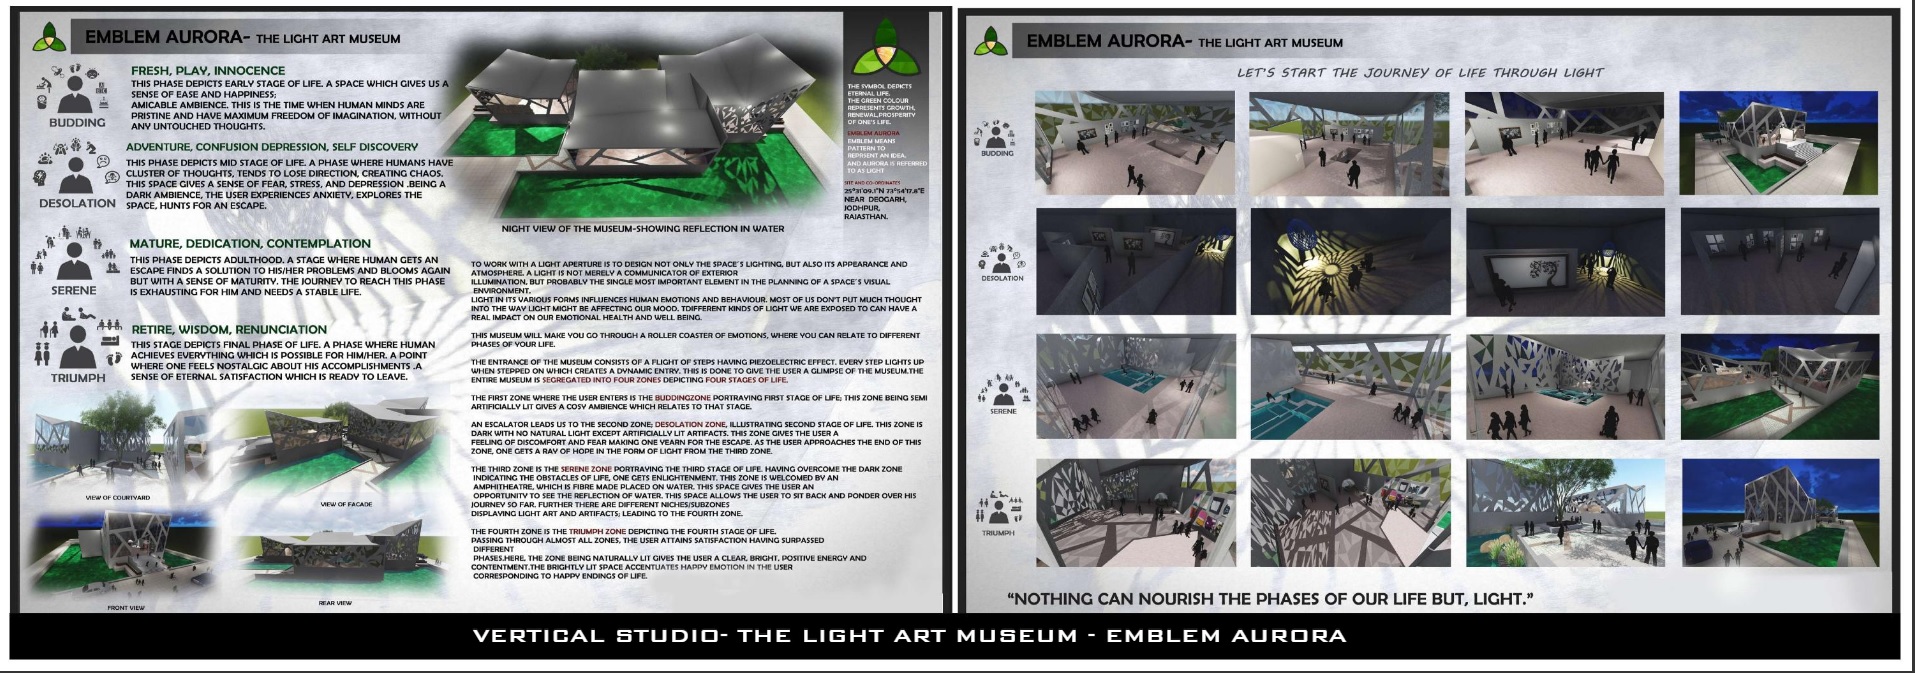 EMBLEM AURORA- THE LIGHT ART MUSEUM
FRESH, PLAY, INNOCENCE
THIS PHASE DEPICTS EARLY STAGE OF LIFE. A SPACE WHICH GIVES US A
SENSE OF EASE AND HAPPINESS;
AMICABLE AMBIENCE. THIS IS THE TIME WHEN HUMAN MINDS ARE
PRISTINE AND HAVE MAXIMUM FREEDOM OF IMAGINATION, WITHOUT
ANY UNTOUCHED THOUGHTS.
BUDDING
ADVENTURE, CONFUSION DEPRESSION, SELF DISCOVERY
THIS PHASE DEPICTS MID STAGE OF LIFE. A PHASE WHERE HUMANS HAVE
CLUSTER OF THOUGHTS, TENDS TO LOSE DIRECTION, CREATING CHAOS.
THIS SPACE GIVES A SENSE OF FEAR, STRESS, AND DEPRESSION .BEING A
DARK AMBIENCE, THE USER EXPERIENCES ANXIETY, EXPLORES THE
SPACE, HUNTS FOR AN ESCAPE.
DESOLATION
MATURE, DEDICATION, CONTEMPLATION
THIS PHASE DEPICTS ADULTHOOD. A STAGE WHERE HUMAN GETS AN
ESCAPE FINDS A SOLUTION TO HIS/HER PROBLEMS AND BLOOMS AGAIN
BUT WITH A SENSE OF MATURITY. THE JOURNEY TO REACH THIS PHASE
IS EXHAUSTING FOR HIM AND NEEDS A STABLE LIFE.
SERENE
RETIRE, WISDOM, RENUNCIATION
THIS STAGE DEPICTS FINAL PHASE OF LIFE. A PHASE WHERE HUMAN
ACHIEVES EVERYTHING WHICH IS POSSIBLE FOR HIM/HER. A POINT
WHERE ONE FEELS NOSTALGIC ABOUT HIS ACCOMPLISHMENTS .A
SENSE OF ETERNAL SATISFACTION WHICH IS READY TO LEAVE.
TRIUMPH
VIEW OF COURTYARD
VIEW OF FACADE
FRONT VIEW
REAR VIEW
THE SYMBOL DEPICTS
ETERNAL LIFE.
THE GREEN COLOUR
REPRESENTS GROWTH,
RENEWAL,PROSPERITY
OF ONE'S LIFE.
EMBLEM AURORA
EMBLEM MEANS
PATTERN TO
REPRSENT AN IDEA.
AND AURORA IS REFERED
TO AS LIGHT
SITE AND CO-ORDINATES
25°31'09.1"N 73°54'17.8"E
NEAR DEOGARH,
JODHPUR,
RAJASTHAN.
NIGHT VIEW OF THE MUSEUM-SHOWING REFLECTION IN WATER
TO WORK WITH A LIGHT APERTURE IS TO DESIGN NOT ONLY THE SPACE'S LIGHTING, BUT ALSO ITS APPEARANCE AND
ATMOSPHERE. A LIGHT IS NOT MERELY A COMMUNICATOR OF EXTERIOR
ILLUMINATION, BUT PROBABLY THE SINGLE MOST IMPORTANT ELEMENT IN THE PLANNING OF A SPACE'S VISUAL
ENVIRONMENT.
LIGHT IN ITS VARIOUS FORMS INFLUENCES HUMAN EMOTIONS AND BEHAVIOUR. MOST OF US DON'T PUT MUCH THOUGHT
INTO THE WAY LIGHT MIGHT BE AFFECTING OUR MOOD. TDIFFERENT KINDS OF LIGHT WE ARE EXPOSED TO CAN HAVE A
REAL IMPACT ON OUR EMOTIONAL HEALTH AND WELL BEING.
THIS MUSEUM WILL MAKE YOU GO THROUGH A ROLLER COASTER OF EMOTIONS, WHERE YOU CAN RELATE TO DIFFERENT
PHASES OF YOUR LIFE.
THE ENTRANCE OF THE MUSEUM CONSISTS OF A FLIGHT OF STEPS HAVING PIEZOELECTRIC EFFECT. EVERY STEP LIGHTS UP
WHEN STEPPED ON WHICH CREATES A DYNAMIC ENTRY. THIS IS DONE TO GIVE THE USER A GLIMPSE OF THE MUSEUM.THE
ENTIRE MUSEUM IS SEGREGATED INTO FOUR ZONES DEPICTING FOUR STAGES OF LIFE.
THE FIRST ZONE WHERE THE USER ENTERS IS THE BUDDINGZONE PORTRAYING FIRST STAGE OF LIFE; THIS ZONE BEING SEMI
ARTIFICIALLY LIT GIVES A COSY AMBIENCE WHICH RELATES TO THAT STAGE.
AN ESCALATOR LEADS US TO THE SECOND ZONE; DESOLATION ZONE, ILLUSTRATING SECOND STAGE OF LIFE. THIS ZONE IS
DARK WITH NO NATURAL LIGHT EXCEPT ARTIFICIALLY LIT ARTIFACTS. THIS ZONE GIVES THE USER A
FEELING OF DISCOMFORT AND FEAR MAKING ONE YEARN FOR THE ESCAPE. AS THE USER APPROACHES THE END OF THIS
ZONE, ONE GETS A RAY OF HOPE IN THE FORM OF LIGHT FROM THE THIRD ZONE.
THE THIRD ZONE IS THE SERENE ZONE PORTRAYING THE THIRD STAGE OF LIFE. HAVING OVERCOME THE DARK ZONE
INDICATING THE OBSTACLES OF LIFE, ONE GETS ENLIGHTENMENT. THIS ZONE IS WELCOMED BY AN
AMPHITHEATRE, WHICH IS FIBRE MADE PLACED ON WATER. THIS SPACE GIVES THE USER AN
OPPORTUNITY TO SEE THE REFLECTION OF WATER. THIS SPACE ALLOWS THE USER TO SIT BACK AND PONDER OVER HIS
JOURNEY SO FAR. FURTHER THERE ARE DIFFERENT NICHES/SUBZONES
DISPLAYING LIGHT ART AND ARTIFACTS; LEADING TO THE FOURTH ZONE.
THE FOURTH ZONE IS THE TRIUMPH ZONE DEPICTING THE FOURTH STAGE OF LIFE.
PASSING THROUGH ALMOST ALL ZONES, THE USER ATTAINS SATISFACTION HAVING SURPASSED
DIFFERENT
PHASES.HERE, THE ZONE BEING NATURALLY LIT GIVES THE USER A CLEAR, BRIGHT, POSITIVE ENERGY AND
CONTENTMENT.THE BRIGHTLY LIT SPACE ACCENTUATES HAPPY EMOTION IN THE USER
CORRESPONDING TO HAPPY ENDINGS OF LIFE.
EMBLEM AURORA- THE LIGHT ART MUSEUM
LET'S START THE JOURNEY OF LIFE THROUGH LIGHT
BUDDING
DESOLATION
SERENE
TRIUMPH
"NOTHING CAN NOURISH THE PHASES OF OUR LIFE BUT, LIGHT."
VERTICAL STUDIO- THE LIGHT ART MUSEUM - EMBLEM AURORA